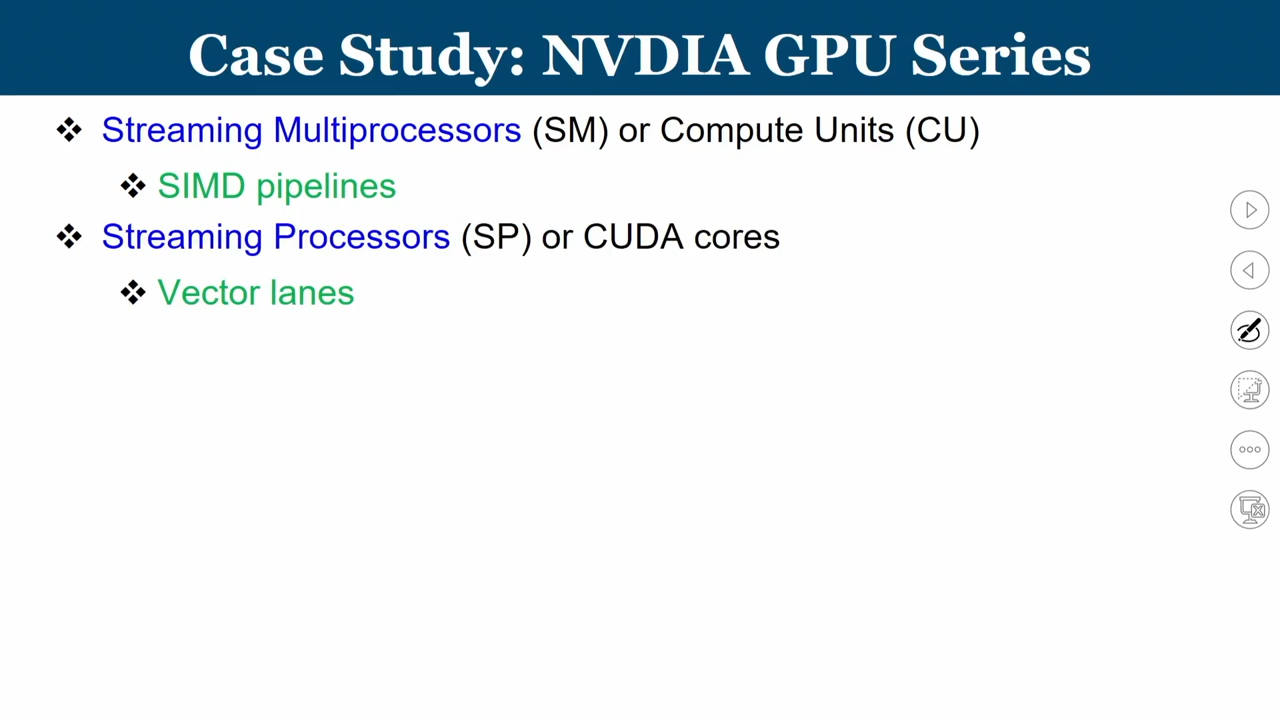 Case Study: NVDIA GPU Series
❖ Streaming Multiprocessors (SM) or Compute Units (CU)
❖ SIMD pipelines
❖ Streaming Processors (SP) or CUDA cores
❖ Vector lanes